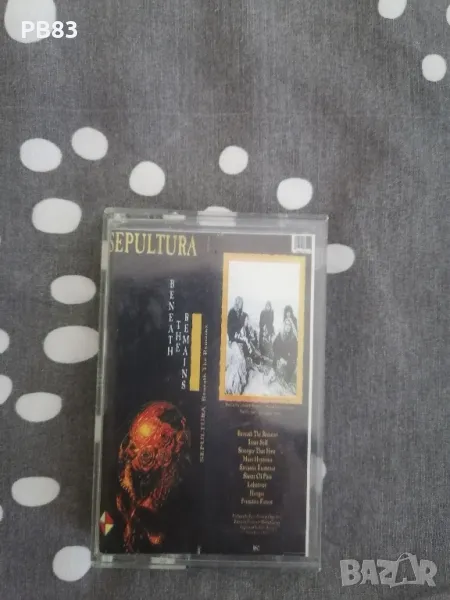 PB83
SEPULTURA
BENEATH
THE
REMAINS
SEPULTURA Beneath The Remains
Beneath The Remains
Inner Self
Stronger Than Hate
Mass Hypnosis
Sarcastic Existence
Slaves Of Pain
Lobotomy
Hungry
Primitive Future
BAZAR